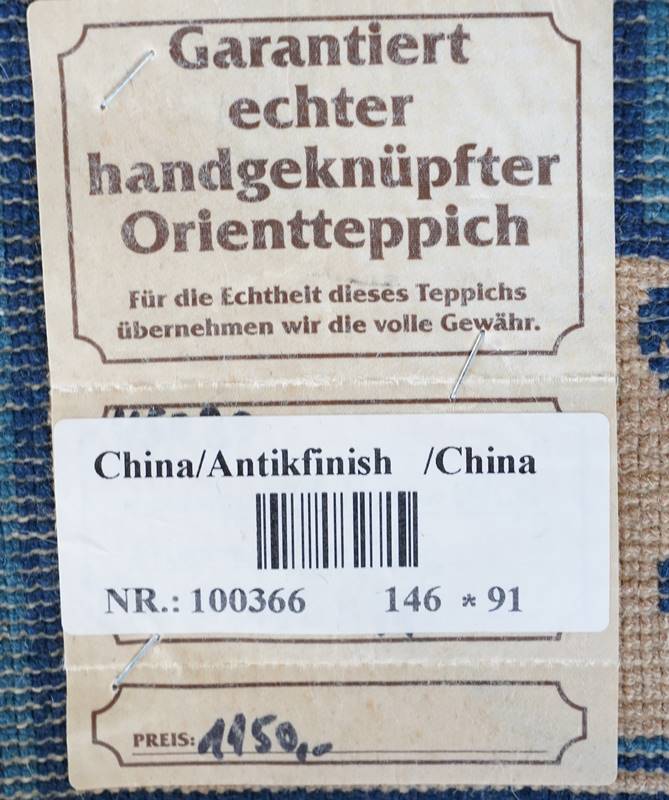 Garantiert
echter
handgeknüpfter
Orientteppich
Für die Echtheit dieses Teppichs
übernehmen wir die volle Gewähr.
China/Antikfinish /China
NR.: 100366 146 * 91
PREIS: 1950,-